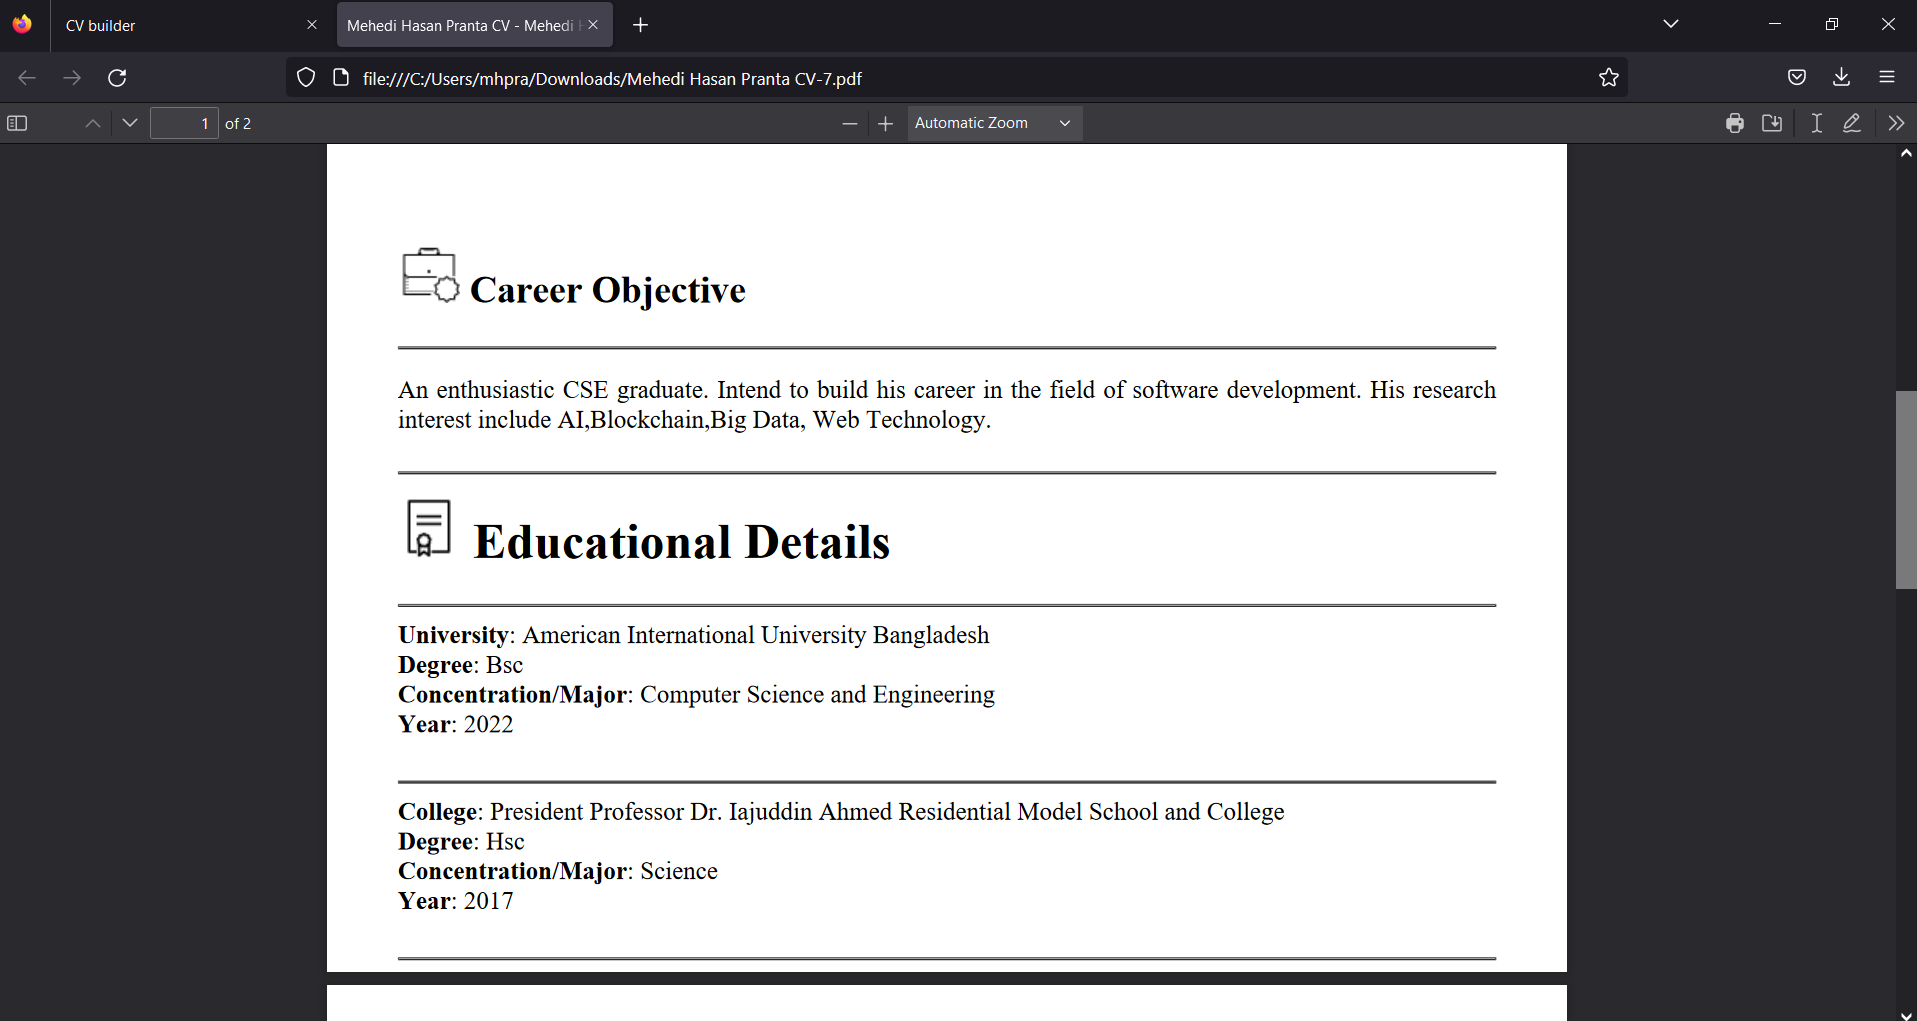 CV builder
Mehedi Hasan Pranta CV - Mehedi
file:///C:/Users/mhpra/Downloads/Mehedi Hasan Pranta CV-7.pdf
1 of 2
Automatic Zoom
Career Objective
An enthusiastic CSE graduate. Intend to build his career in the field of software development. His research
interest include AI,Blockchain,Big Data, Web Technology.
Educational Details
University: American International University Bangladesh
Degree: Bsc
Concentration/Major: Computer Science and Engineering
Year: 2022
College: President Professor Dr. Iajuddin Ahmed Residential Model School and College
Degree: Hsc
Concentration/Major: Science
Year: 2017